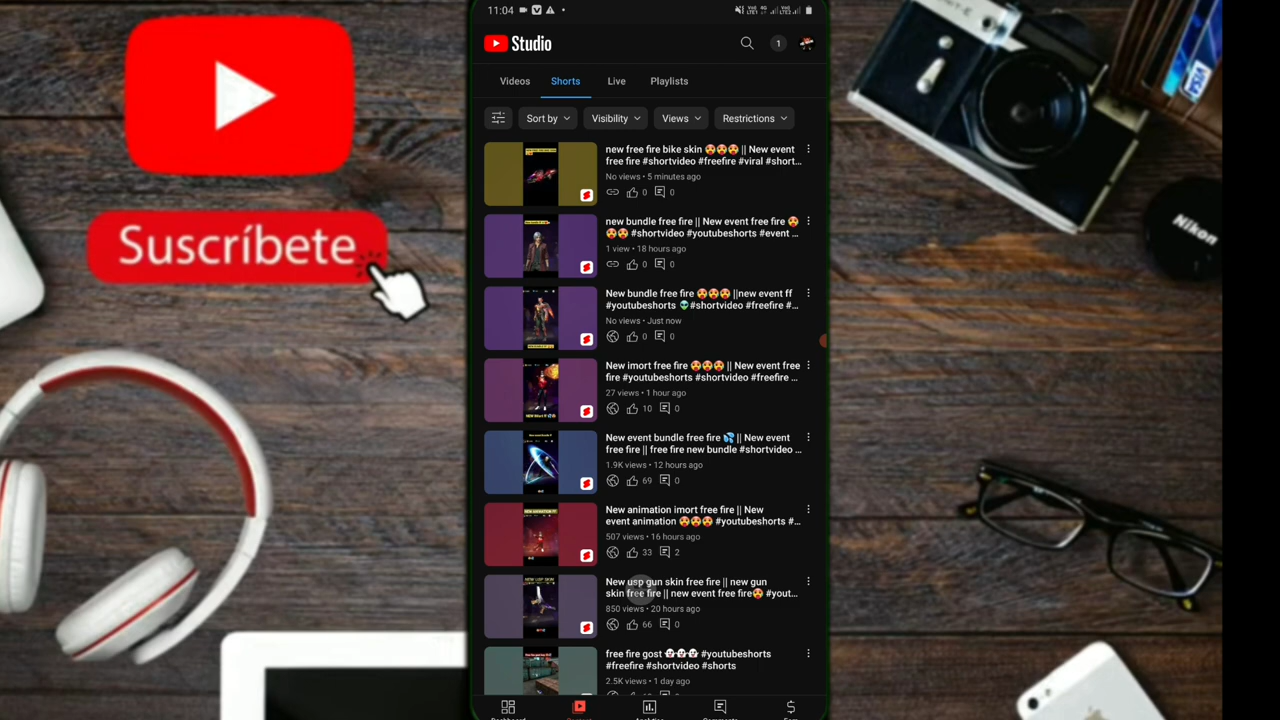 Suscríbete
Nikon
VISA
11:04
Studio
1
Videos
Shorts
Live
Playlists
Sort by
Visibility
Views
Restrictions
new free fire bike skin 😍😍😍 || New event
free fire #shortvideo #freefire #viral #short...
No views • 5 minutes ago
0
0
new bundle free fire || New event free fire 😍
😍😍 #shortvideo #youtubeshorts #event ...
1 view • 18 hours ago
0
0
New bundle free fire 😍😍😍 ||new event ff
#youtubeshorts 👽#shortvideo #freefire #...
No views • Just now
0
0
New imort free fire 😍😍😍 || New event free
fire #youtubeshorts #shortvideo #freefire ...
27 views • 1 hour ago
10
0
New event bundle free fire 💦 || New event
free fire || free fire new bundle #shortvideo ...
1.9K views • 12 hours ago
69
0
NEW ANIMATION FF
New animation imort free fire || New
event animation 😍😍😍 #youtubeshorts #...
507 views • 16 hours ago
33
2
NEW USP SKIN
New usp gun skin free fire || new gun
skin free fire || new event free fire😍 #yout...
850 views • 20 hours ago
66
0
free fire gost 👻👻👻 #youtubeshorts
#freefire #shortvideo #shorts
2.5K views • 1 day ago